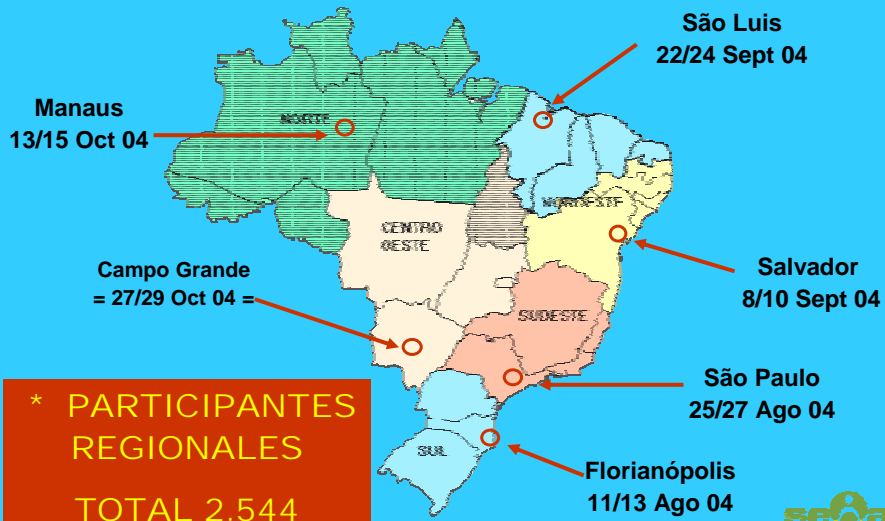 São Luis
22/24 Sept 04
Manaus
13/15 Oct 04
NORTE
NORDESTE
CENTRO
OESTE
Salvador
8/10 Sept 04
Campo Grande
= 27/29 Oct 04 =
SUDESTE
São Paulo
25/27 Ago 04
* PARTICIPANTES
REGIONALES
TOTAL 2.544
SUL
Florianópolis
11/13 Ago 04